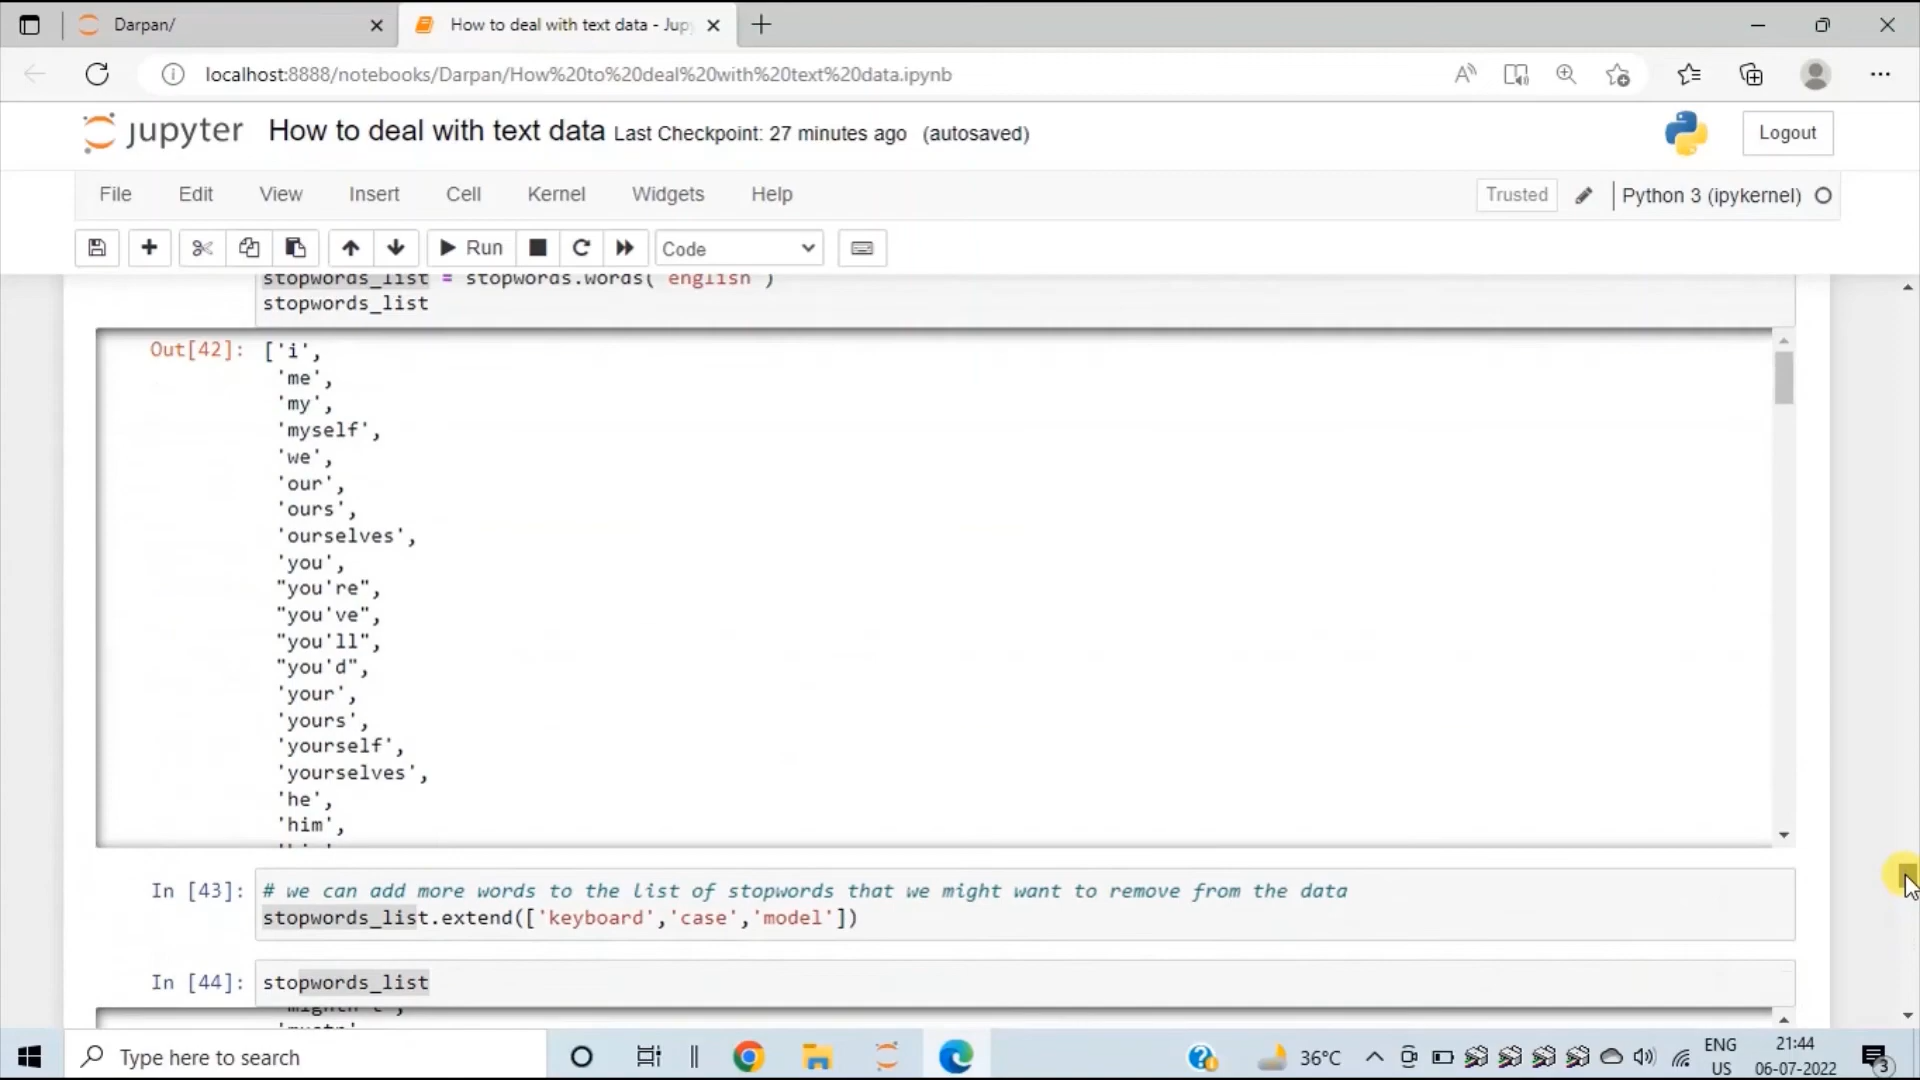 Darpan/
How to deal with text data - Jup
localhost:8888/notebooks/Darpan/How%20to%20deal%20with%20text%20data.ipynb
jupyter How to deal with text data Last Checkpoint: 27 minutes ago (autosaved)
Logout
File Edit View Insert Cell Kernel Widgets Help
Trusted Python 3 (ipykernel)
Run Code
stopwords_list = stopwords.words( english )
stopwords_list
Out[42]: ['i',
'me',
'my',
'myself',
'we',
'our',
'ours',
'ourselves',
'you',
"you're",
"you've",
"you'll",
"you'd",
'your',
'yours',
'yourself',
'yourselves',
'he',
'him',
In [43]: # we can add more words to the list of stopwords that we might want to remove from the data
stopwords_list.extend(['keyboard','case','model'])
In [44]: stopwords_list
Type here to search
36°C
ENG
US
21:44
06-07-2022
3